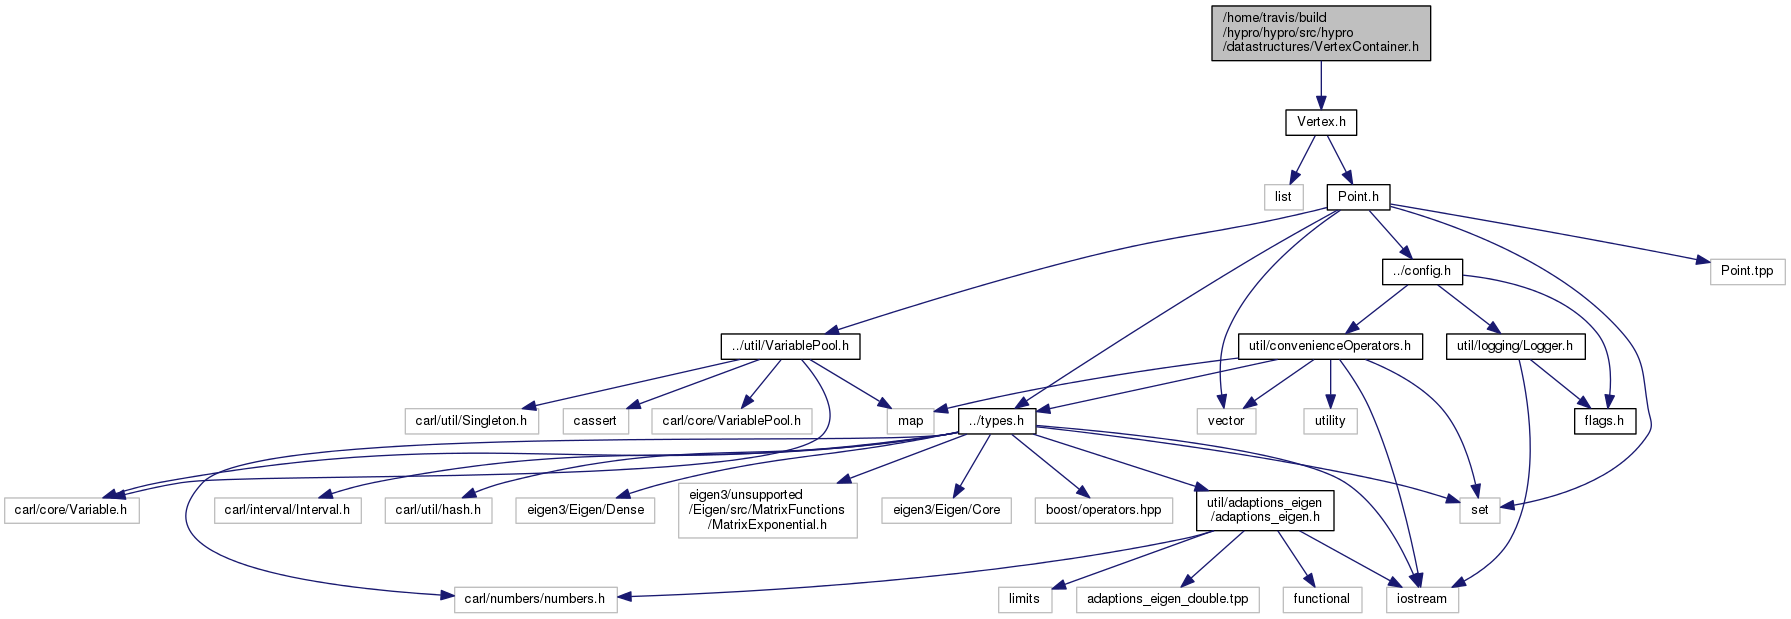 /home/travis/build
/hypro/hypro/src/hypro
/datastructures/VertexContainer.h
Vertex.h
list
Point.h
../config.h
Point.tpp
../util/VariablePool.h
util/convenienceOperators.h
util/logging/Logger.h
carl/util/Singleton.h
cassert
carl/core/VariablePool.h
map
../types.h
vector
utility
flags.h
carl/core/Variable.h
carl/interval/Interval.h
carl/util/hash.h
eigen3/Eigen/Dense
eigen3/unsupported
/Eigen/src/MatrixFunctions
/MatrixExponential.h
eigen3/Eigen/Core
boost/operators.hpp
util/adaptions_eigen
/adaptions_eigen.h
set
carl/numbers/numbers.h
limits
adaptions_eigen_double.tpp
functional
iostream